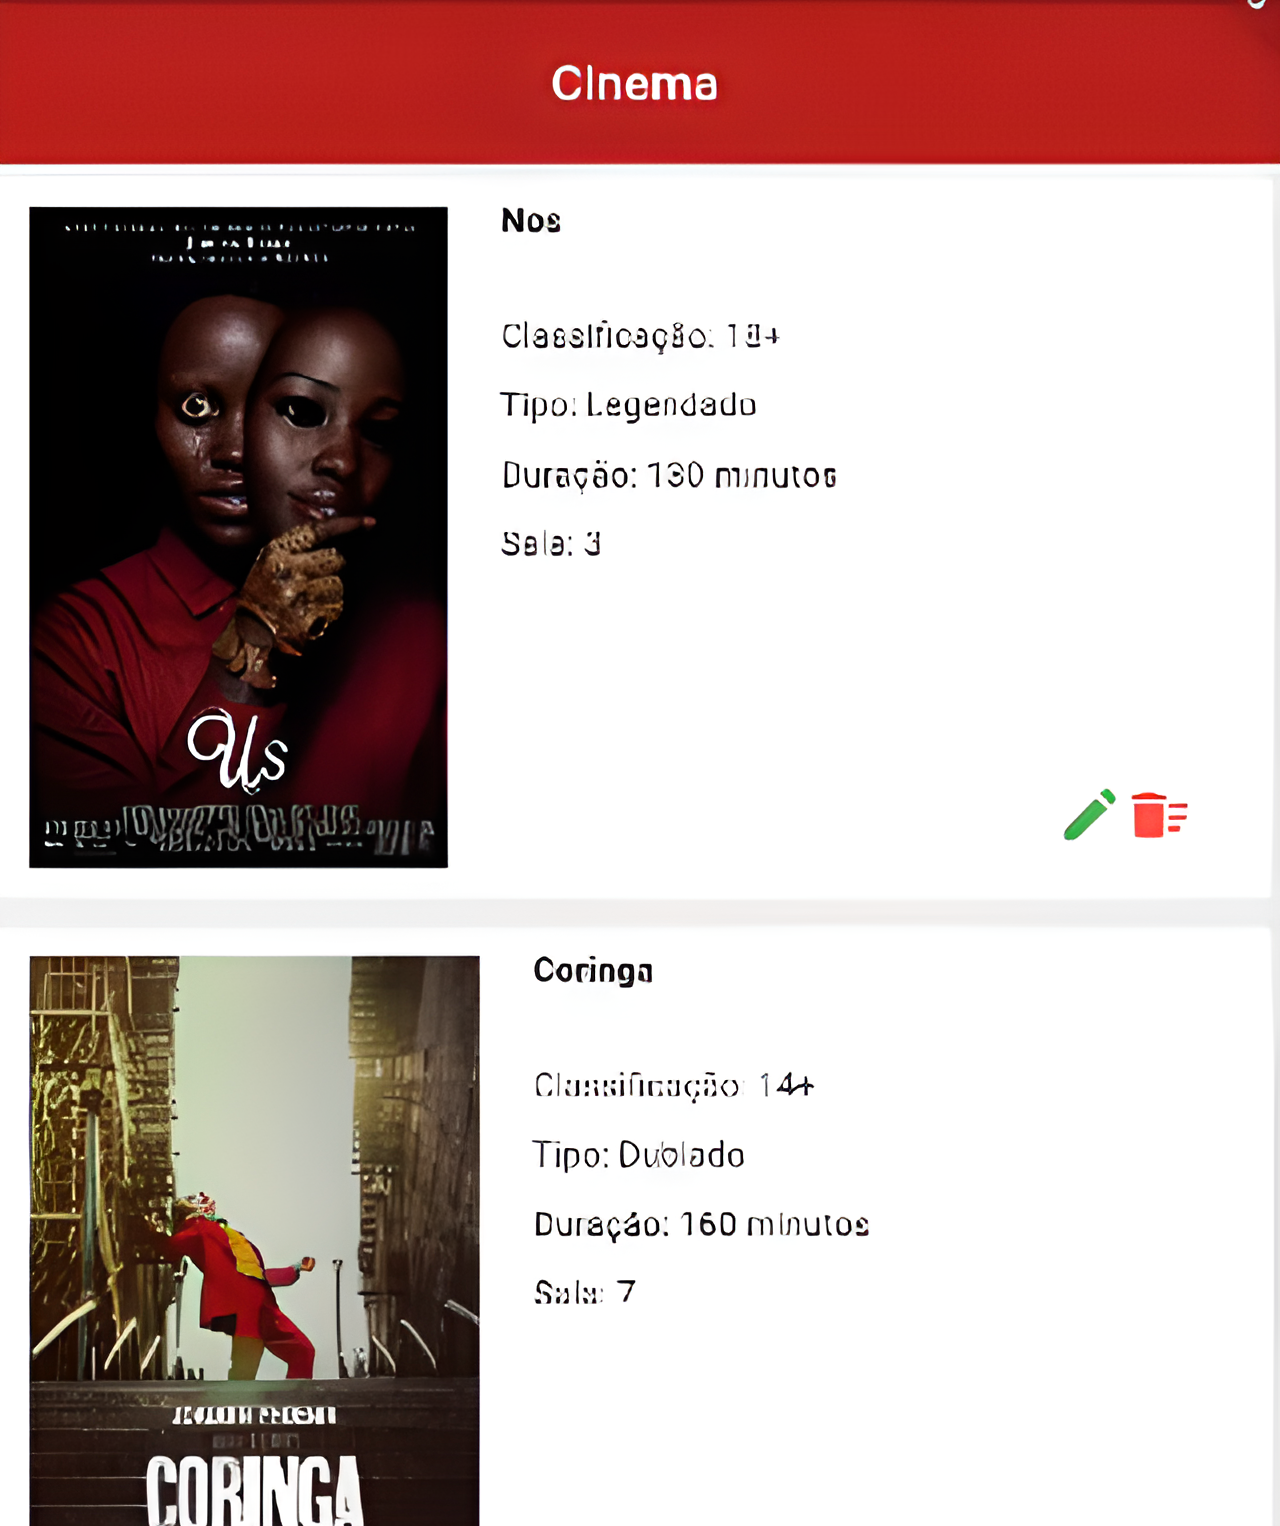 Cinema
Nos
Classificação:
Tipo: Legendado
Duração: 130 minutos
Sala: 3
Us
Coringa
Classificação: 14+
Tipo: Dublado
Duração: 160 minutos
Sala: 7
CORINGA